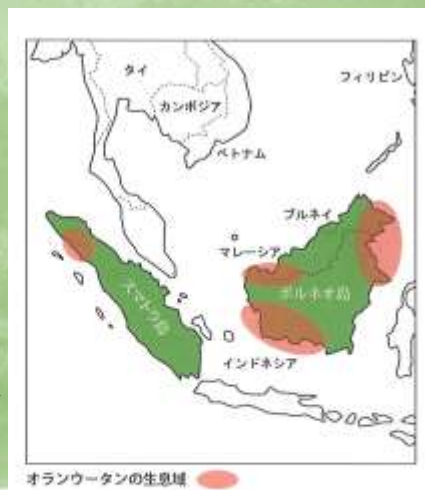 タイ
フィリピン
カンボジア
ベトナム
ブルネイ
マレーシア
ボルネオ島
スマトラ島
インドネシア
オランウータンの生息域